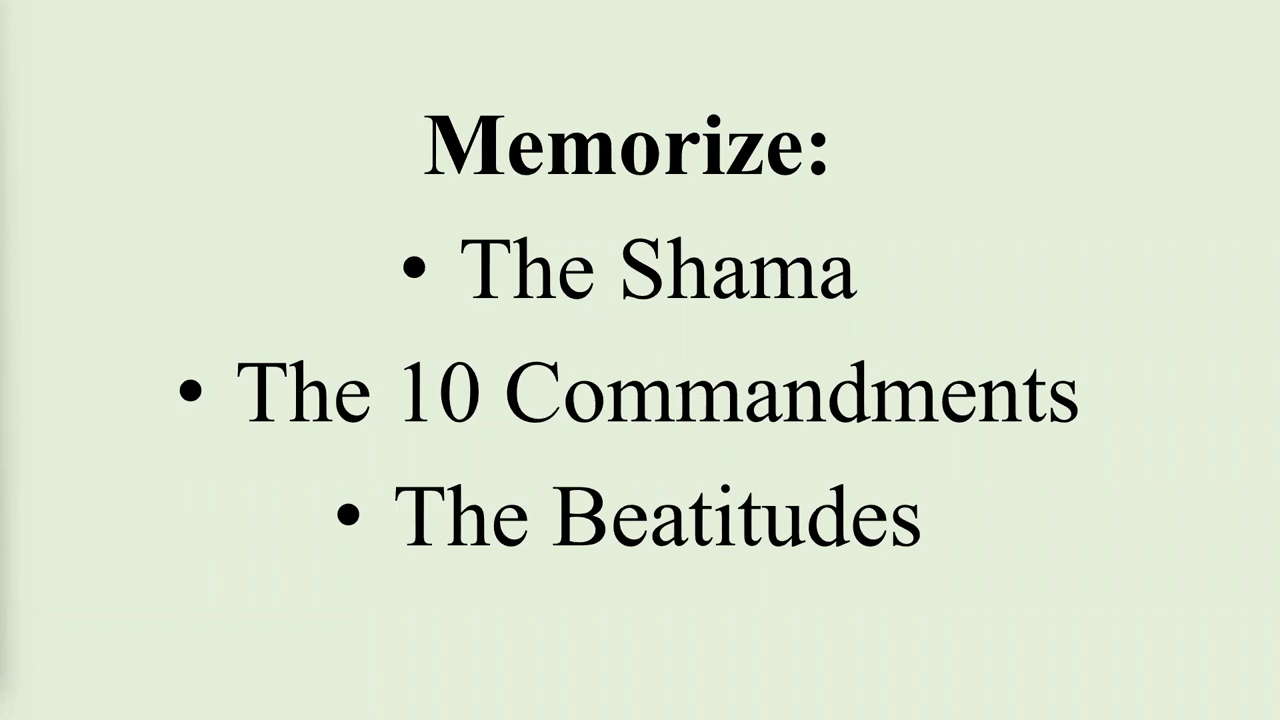 Memorize:
• The Shama
• The 10 Commandments
• The Beatitudes